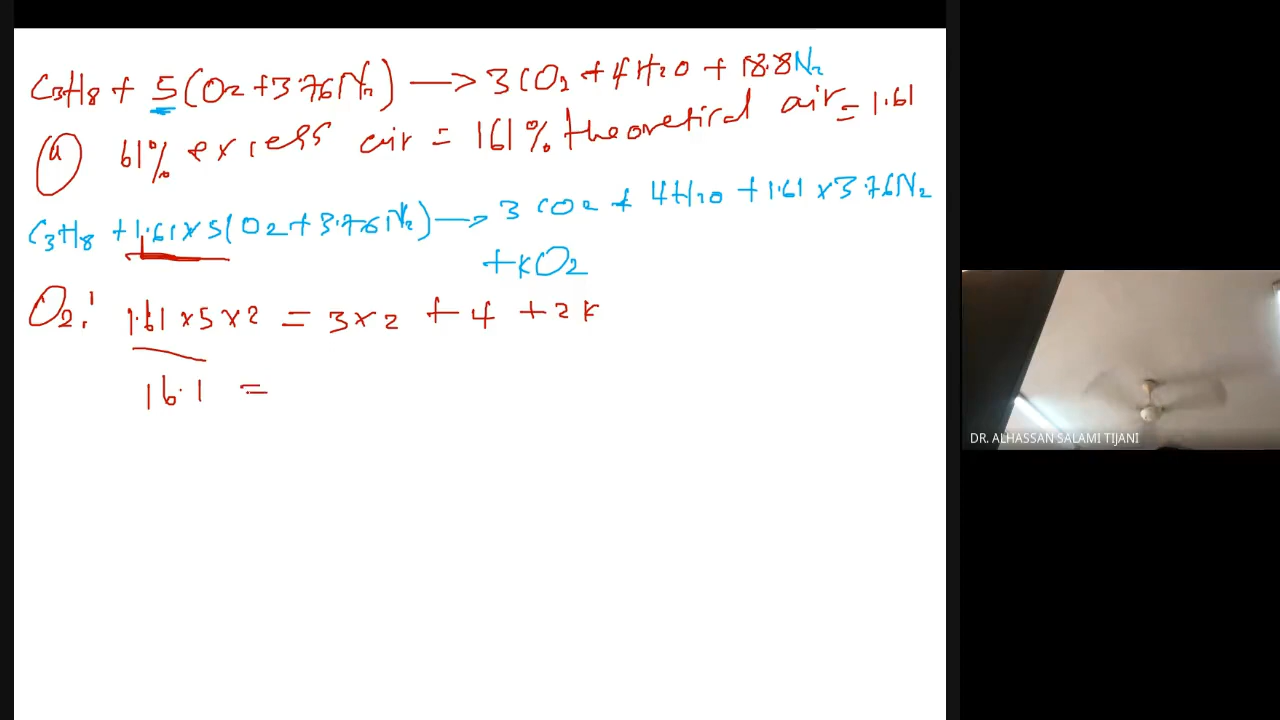 C3H8 + 5(O2 + 3.76N2) → 3CO2 + 4H2O + 18.8N2
(a) 61% excess air = 161% theoretical air = 1.61
C3H8 + 1.61 x 5(O2 + 3.76N2) → 3CO2 + 4H2O + 1.61 x 3.76N2
+ kO2
O2: 1.61 x 5 x 2 = 3 x 2 + 4 + 2k
16.1 =
DR. ALHASSAN SALAMI TIJANI